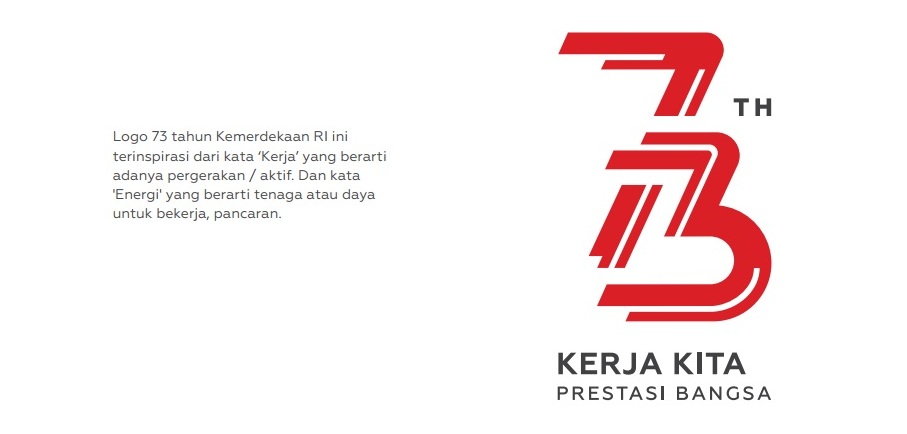 Logo 73 tahun Kemerdekaan RI ini
terinspirasi dari kata ‘Kerja’ yang berarti
adanya pergerakan / aktif. Dan kata
'Energi' yang berarti tenaga atau daya
untuk bekerja, pancaran.
73
TH
KERJA KITA
PRESTASI BANGSA